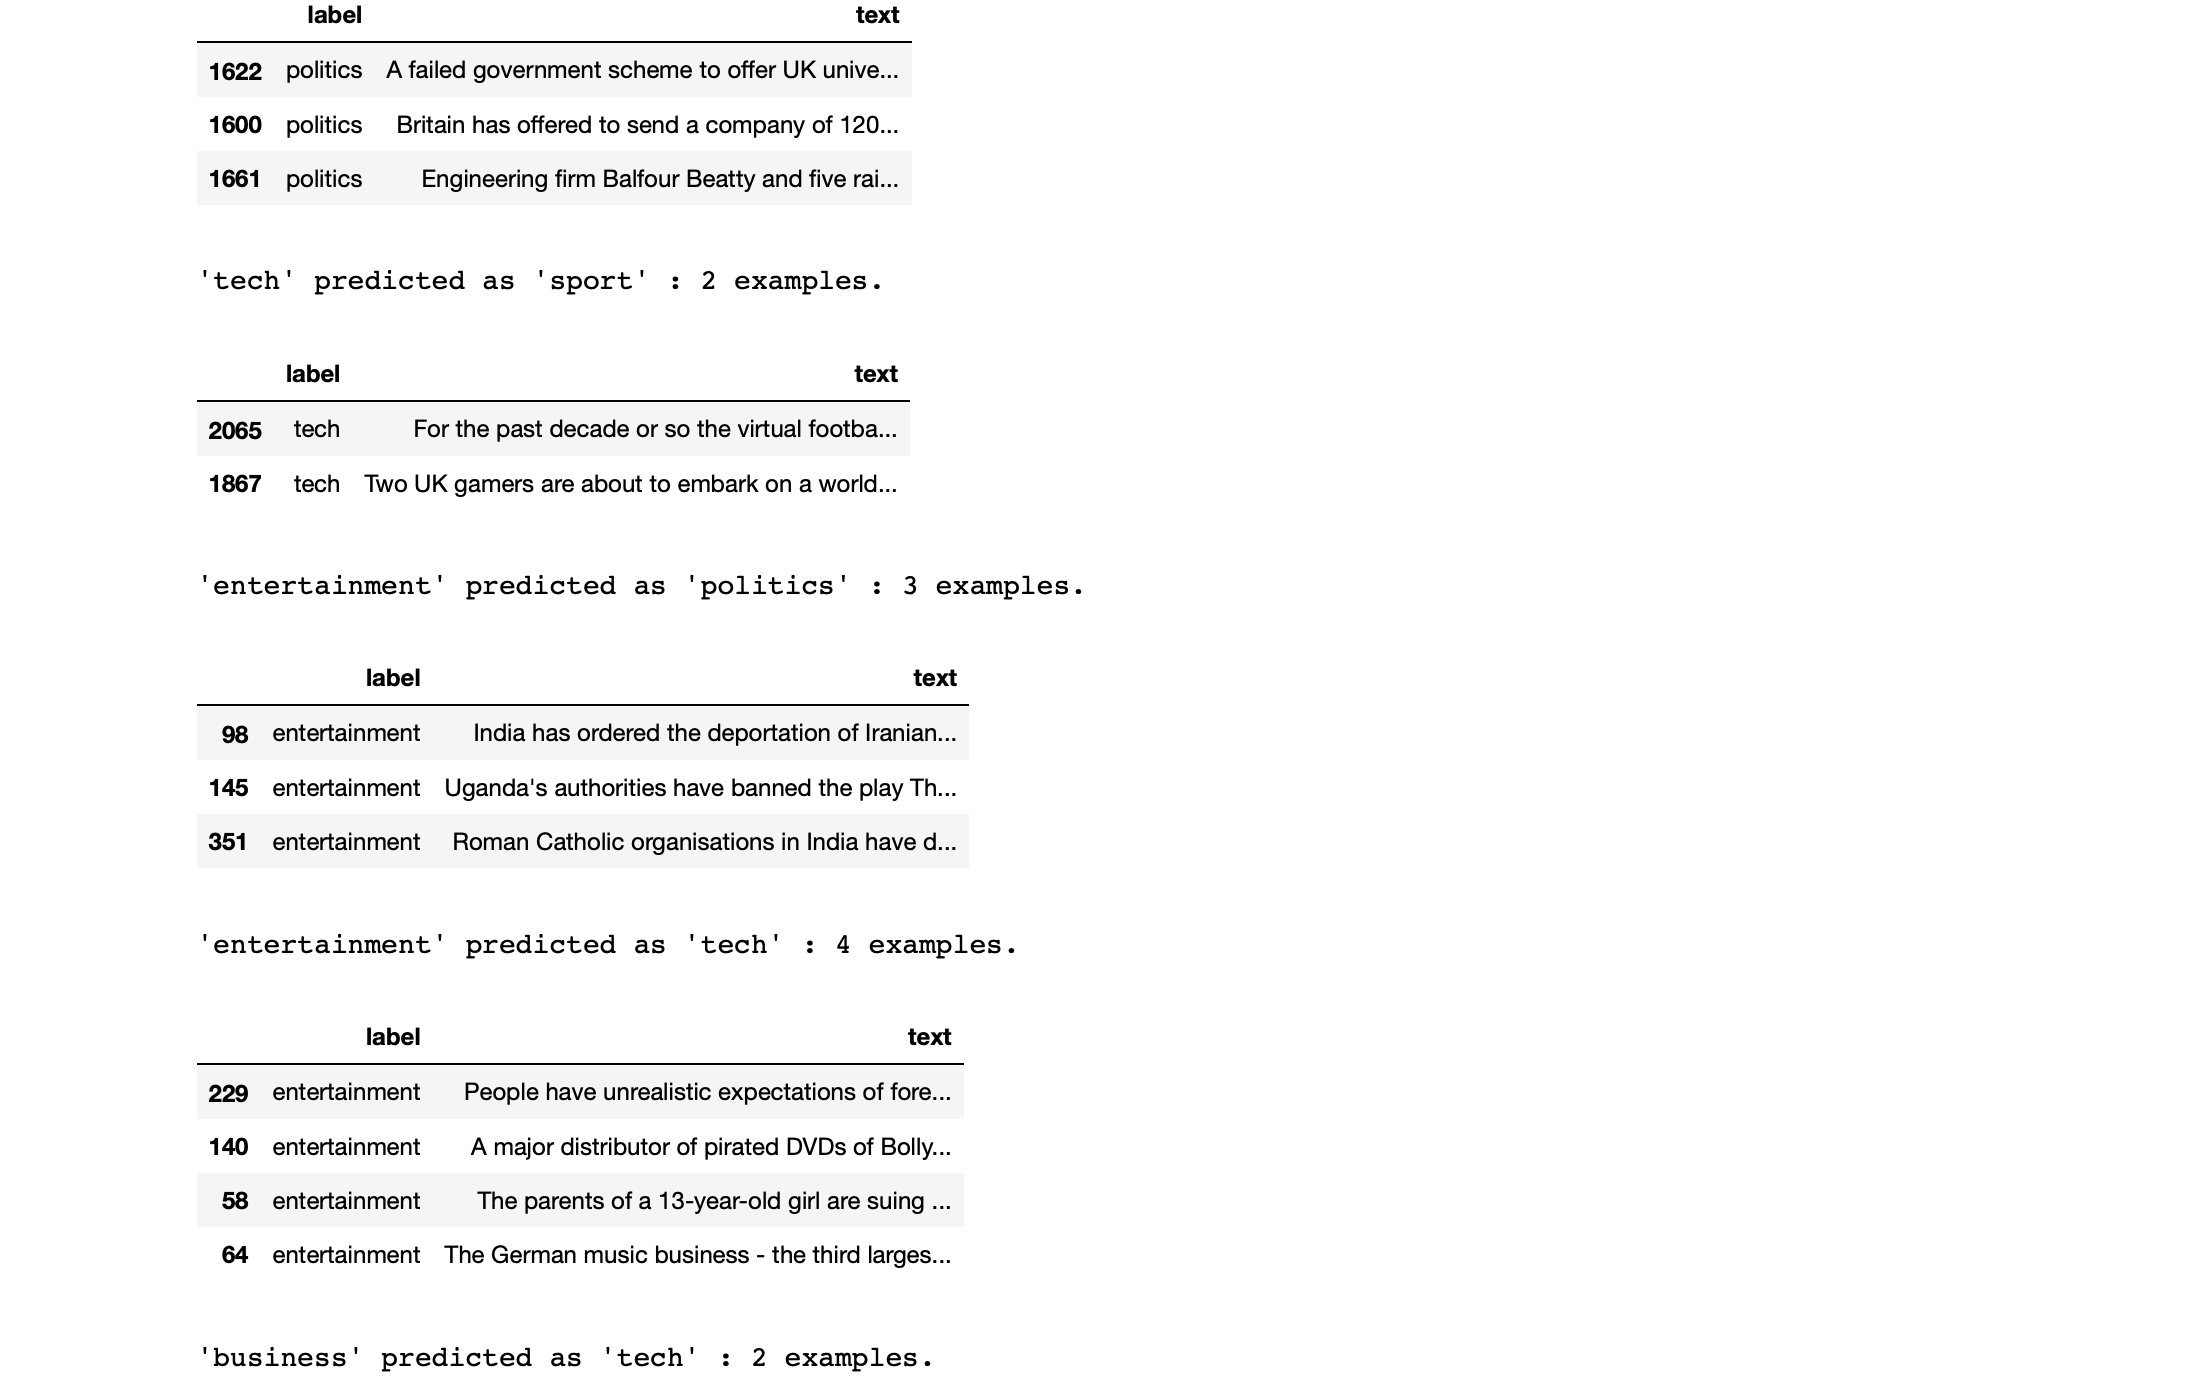 label text
1622 politics A failed government scheme to offer UK unive...
1600 politics Britain has offered to send a company of 120...
1661 politics Engineering firm Balfour Beatty and five rai...
'tech' predicted as 'sport' : 2 examples.
label text
2065 tech For the past decade or so the virtual footba...
1867 tech Two UK gamers are about to embark on a world...
'entertainment' predicted as 'politics' : 3 examples.
label text
98 entertainment India has ordered the deportation of Iranian...
145 entertainment Uganda's authorities have banned the play Th...
351 entertainment Roman Catholic organisations in India have d...
'entertainment' predicted as 'tech' : 4 examples.
label text
229 entertainment People have unrealistic expectations of fore...
140 entertainment A major distributor of pirated DVDs of Bolly...
58 entertainment The parents of a 13-year-old girl are suing ...
64 entertainment The German music business - the third larges...
'business' predicted as 'tech' : 2 examples.